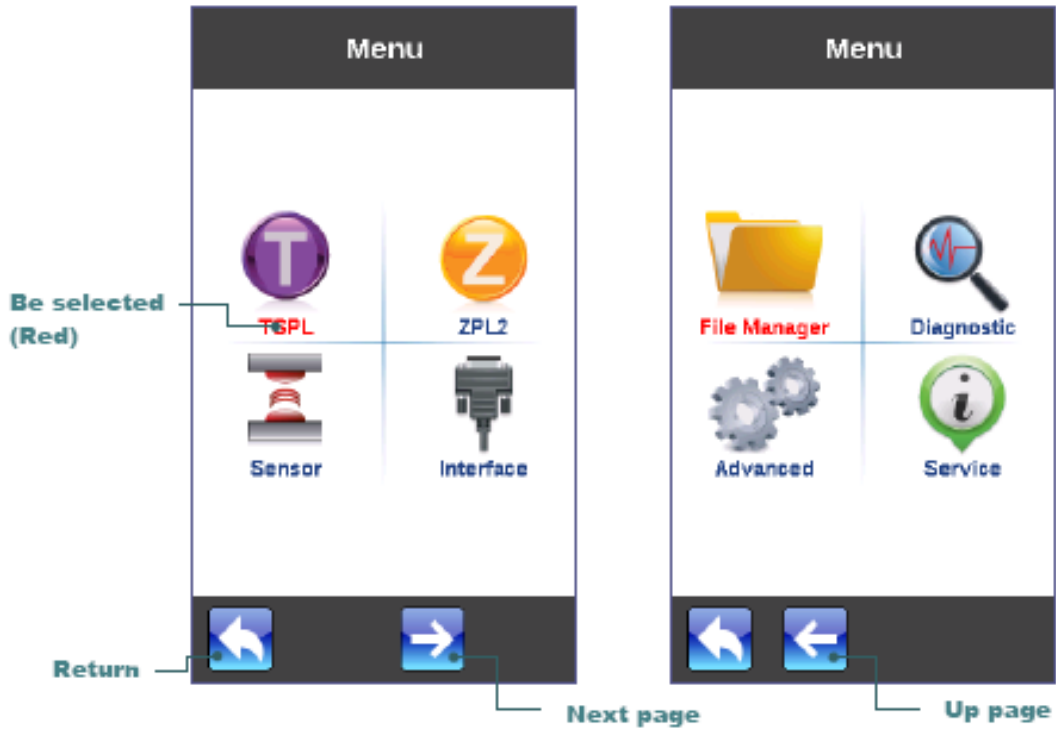 Menu
TSPL
ZPL2
Sensor
Interface
Be selected
(Red)
Return
Next page
Menu
File Manager
Diagnostic
Advanced
Service
Up page